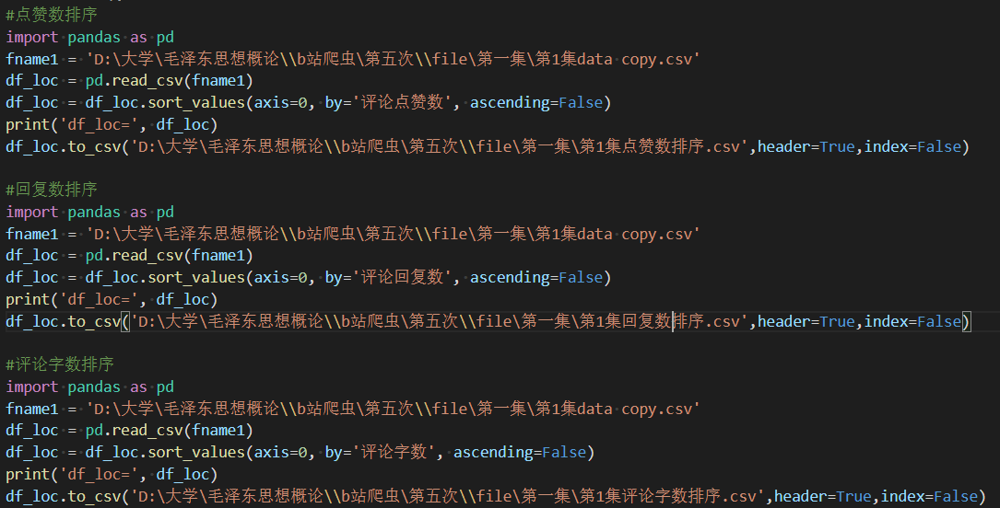 #点赞数排序
import pandas as pd
fname1 = 'D:\大学\毛泽东思想概论\\b站爬虫\第五次\\file\第一集\第1集data copy.csv'
df_loc = pd.read_csv(fname1)
df_loc = df_loc.sort_values(axis=0, by='评论点赞数', ascending=False)
print('df_loc=', df_loc)
df_loc.to_csv('D:\大学\毛泽东思想概论\\b站爬虫\第五次\\file\第一集\第1集点赞数排序.csv',header=True,index=False)
#回复数排序
import pandas as pd
fname1 = 'D:\大学\毛泽东思想概论\\b站爬虫\第五次\\file\第一集\第1集data copy.csv'
df_loc = pd.read_csv(fname1)
df_loc = df_loc.sort_values(axis=0, by='评论回复数', ascending=False)
print('df_loc=', df_loc)
df_loc.to_csv('D:\大学\毛泽东思想概论\\b站爬虫\第五次\\file\第一集\第1集回复数排序.csv',header=True,index=False)
#评论字数排序
import pandas as pd
fname1 = 'D:\大学\毛泽东思想概论\\b站爬虫\第五次\\file\第一集\第1集data copy.csv'
df_loc = pd.read_csv(fname1)
df_loc = df_loc.sort_values(axis=0, by='评论字数', ascending=False)
print('df_loc=', df_loc)
df_loc.to_csv('D:\大学\毛泽东思想概论\\b站爬虫\第五次\\file\第一集\第1集评论字数排序.csv',header=True,index=False)